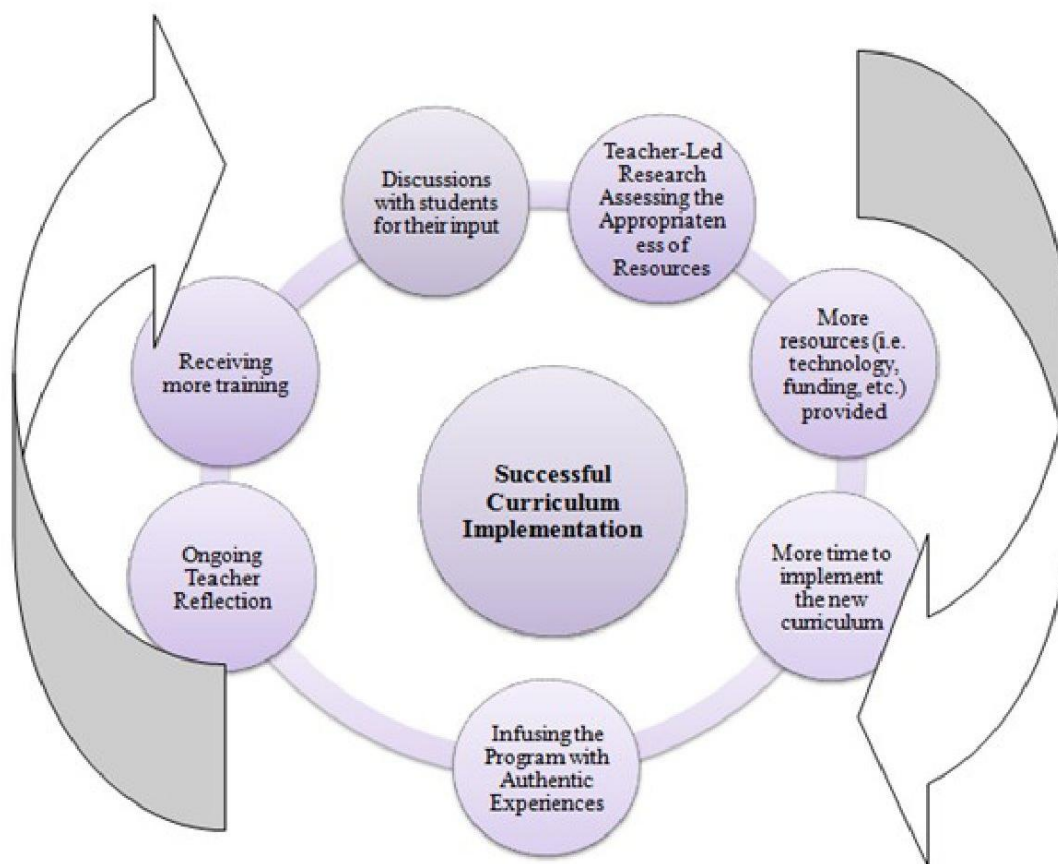 Discussions
with students
for their input
Teacher-Led
Research
Assessing the
Appropriaten
ess of
Resources
More
resources (i.e.
technology,
funding, etc.)
provided
Receiving
more training
Successful
Curriculum
Implementation
More time to
implement
the new
curriculum
Ongoing
Teacher
Reflection
Infusing the
Program with
Authentic
Experiences